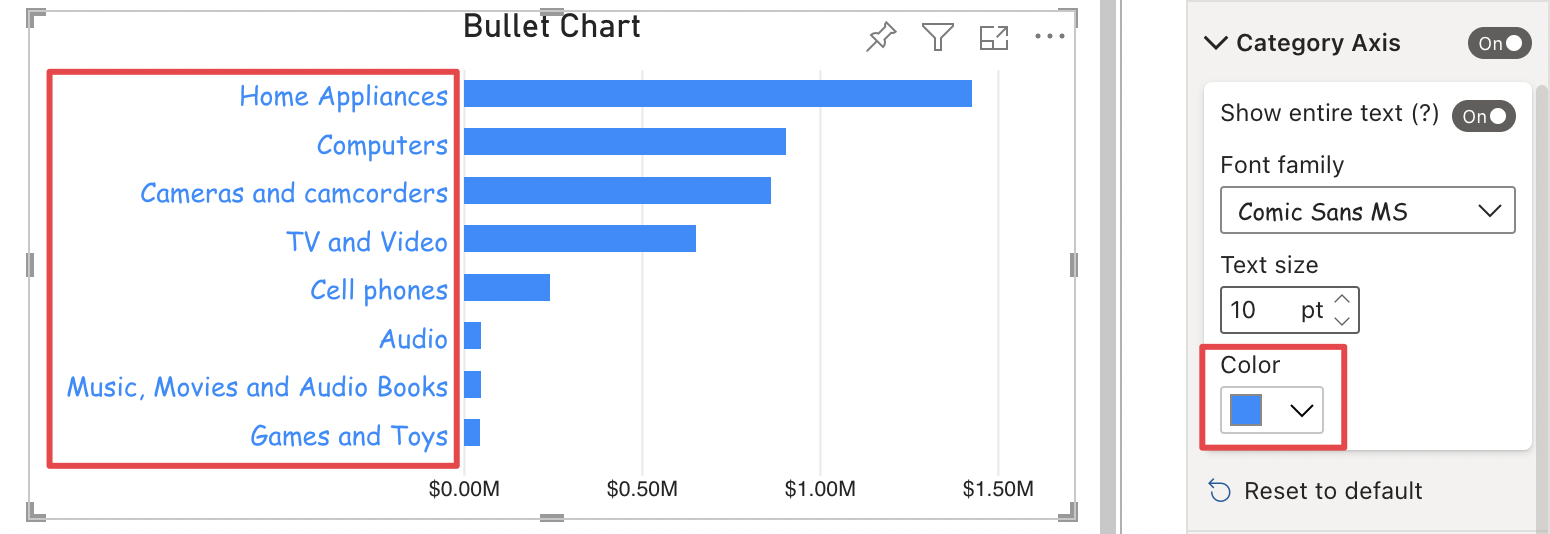 Bullet Chart
Home Appliances
Computers
Cameras and camcorders
TV and Video
Cell phones
Audio
Music, Movies and Audio Books
Games and Toys
$0.00M $0.50M $1.00M $1.50M
Category Axis On
Show entire text (?) On
Font family
Comic Sans MS
Text size
10 pt
Color
Reset to default